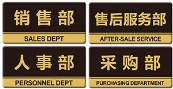 销售部
SALES DEPT
售后服务部
AFTER-SALE SERVICE
人事部
PERSONNEL DEPT
采购部
PURCHASING DEPARTMENT